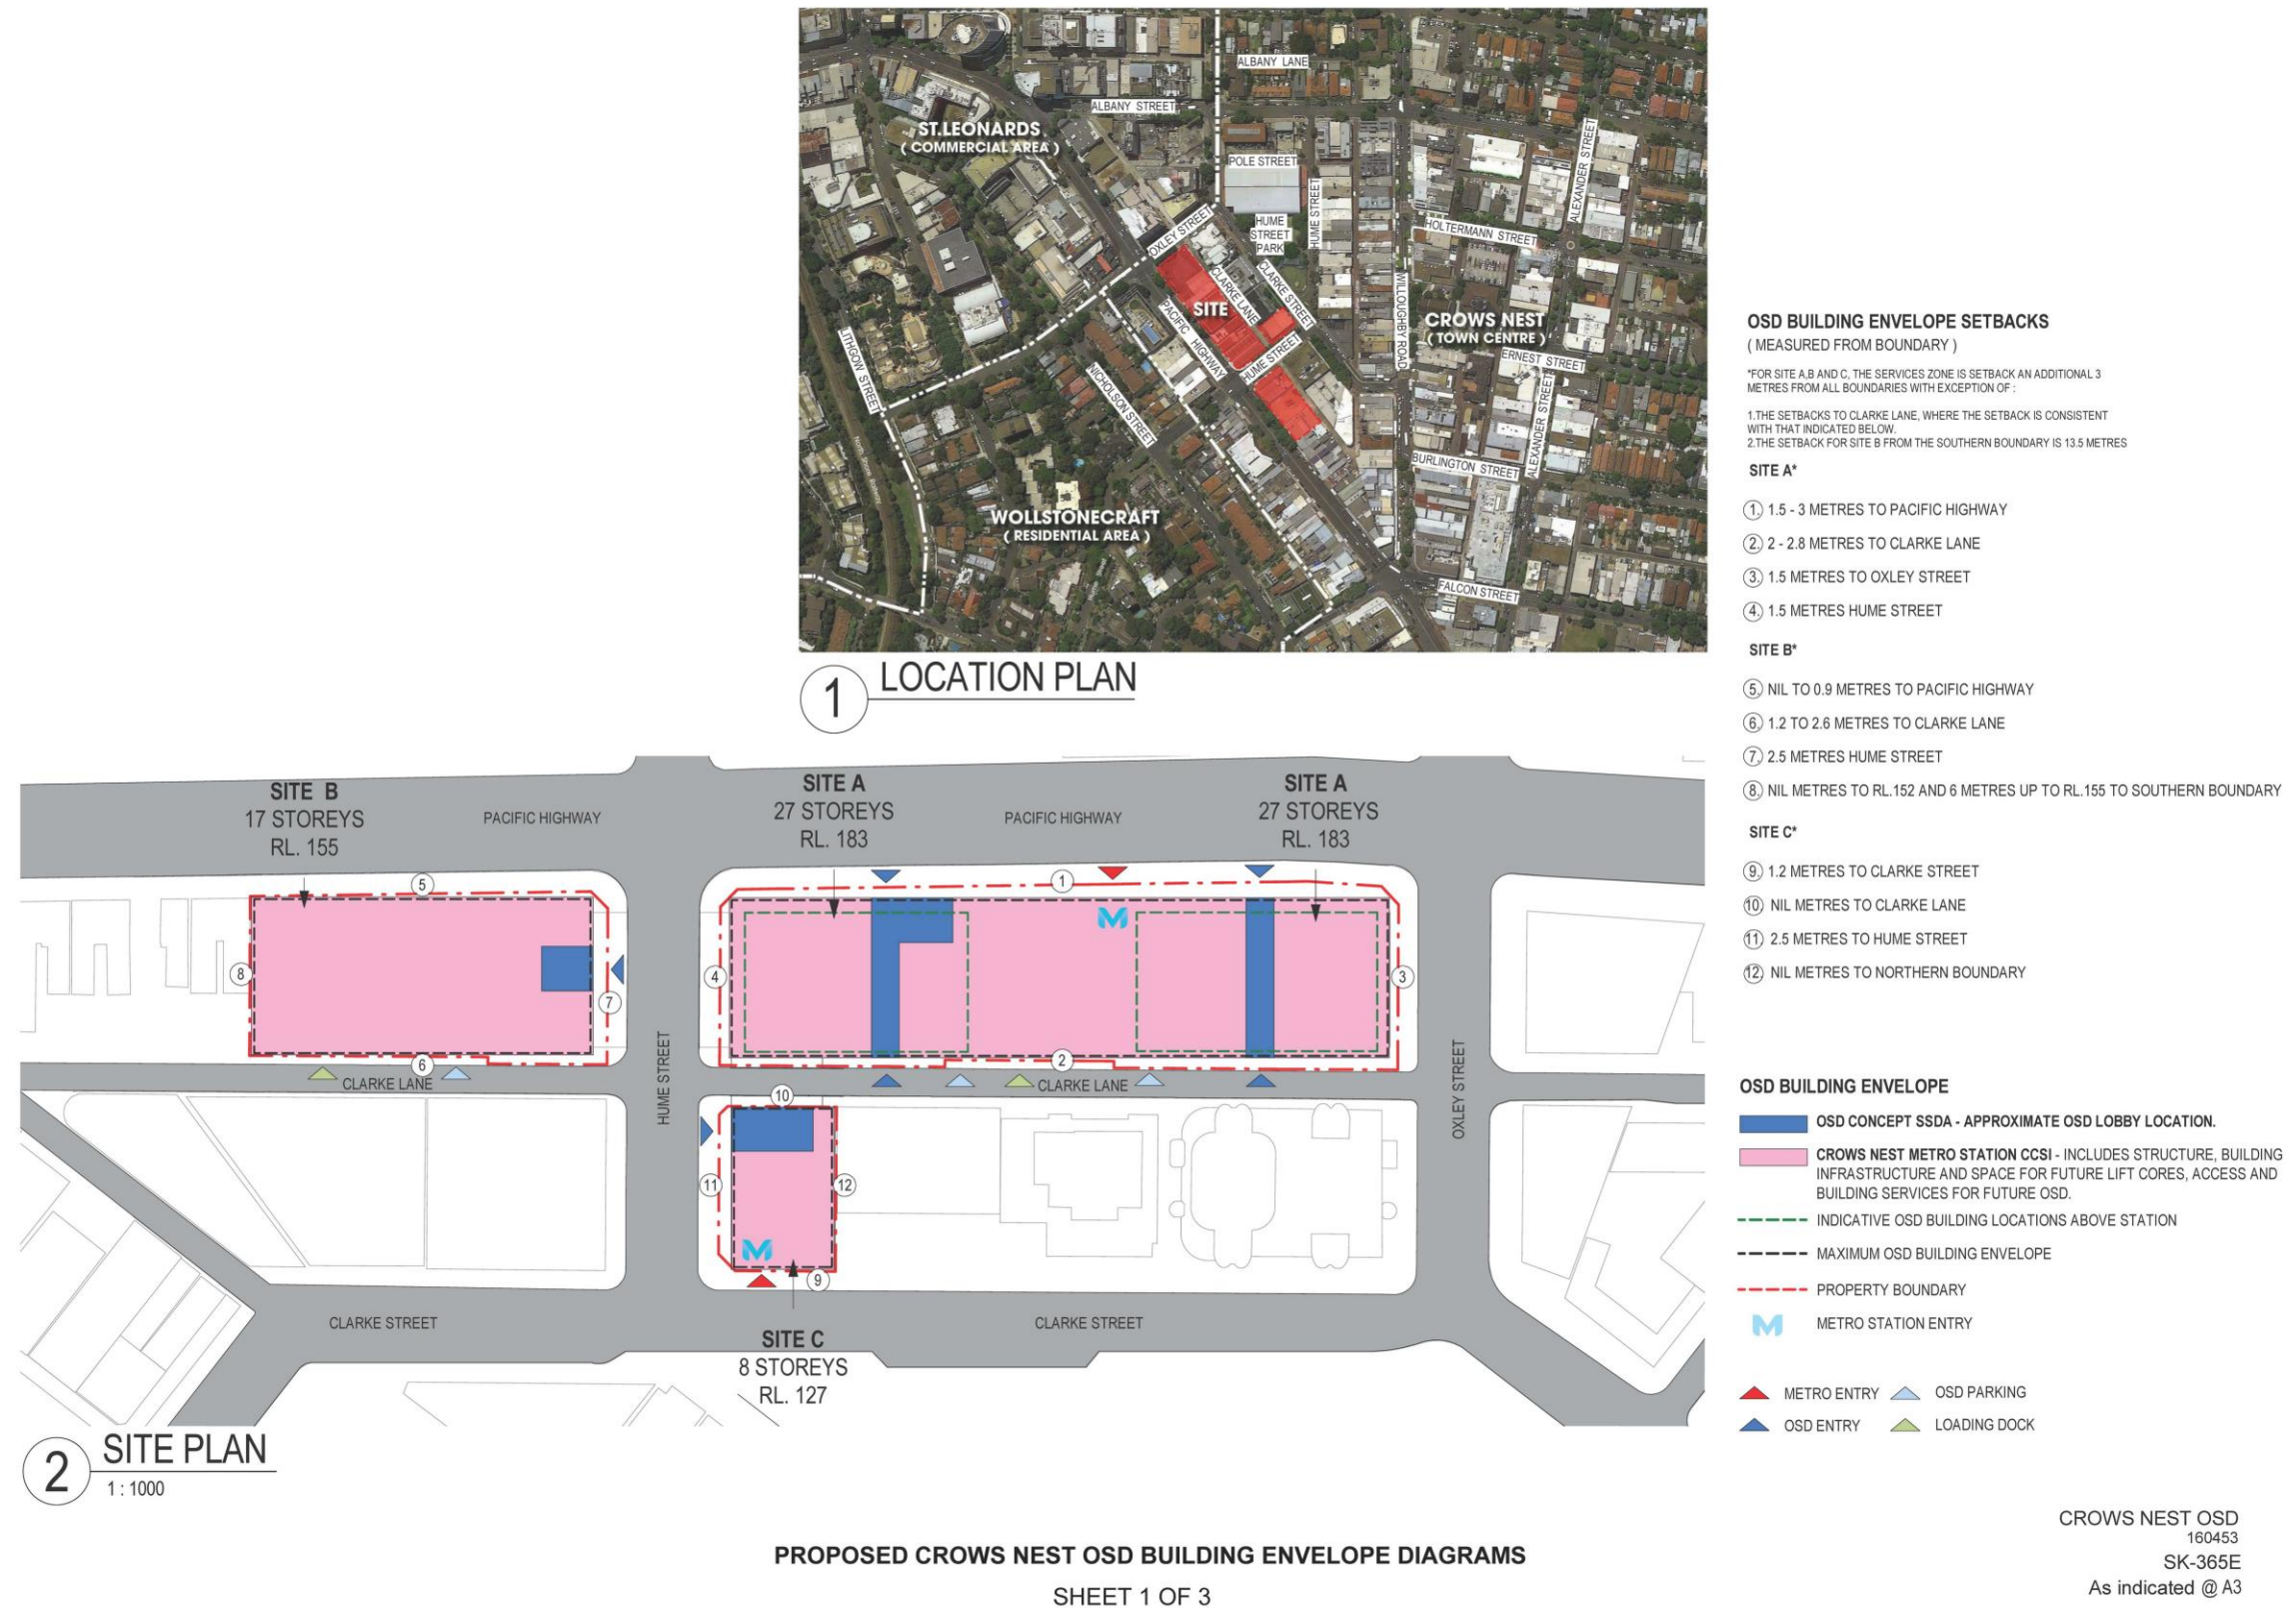 ALBANY LANE
ALBANY STREET
ST.LEONARDS
( COMMERCIAL AREA )
POLE STREET
ALEXANDER STREET
HUME STREET
OXLEY STREET
HUME
STREET
PARK
HOLTERMANN STREET
CLARKE LANE
CLARKE STREET
SITE
PACIFIC HIGHWAY
WILLOUGHBY ROAD
CROWS NEST
( TOWN CENTRE )
LITHGOW STREET
HUME STREET
ERNEST STREET
NICHOLSON STREET
ALEXANDER STREET
BURLINGTON STREET
WOLLSTONECRAFT
( RESIDENTIAL AREA )
Street
FALCON STREET
1 LOCATION PLAN
OSD BUILDING ENVELOPE SETBACKS
( MEASURED FROM BOUNDARY )
*FOR SITE A,B AND C, THE SERVICES ZONE IS SETBACK AN ADDITIONAL 3
METRES FROM ALL BOUNDARIES WITH EXCEPTION OF :
1.THE SETBACKS TO CLARKE LANE, WHERE THE SETBACK IS CONSISTENT
WITH THAT INDICATED BELOW.
2.THE SETBACK FOR SITE B FROM THE SOUTHERN BOUNDARY IS 13.5 METRES
SITE A*
1. 1.5 - 3 METRES TO PACIFIC HIGHWAY
2. 2 - 2.8 METRES TO CLARKE LANE
3. 1.5 METRES TO OXLEY STREET
4. 1.5 METRES HUME STREET
SITE B*
5. NIL TO 0.9 METRES TO PACIFIC HIGHWAY
6. 1.2 TO 2.6 METRES TO CLARKE LANE
7. 2.5 METRES HUME STREET
8. NIL METRES TO RL.152 AND 6 METRES UP TO RL.155 TO SOUTHERN BOUNDARY
SITE C*
9. 1.2 METRES TO CLARKE STREET
10 NIL METRES TO CLARKE LANE
11 2.5 METRES TO HUME STREET
12 NIL METRES TO NORTHERN BOUNDARY
SITE B
17 STOREYS
RL. 155
PACIFIC HIGHWAY
SITE A
27 STOREYS
RL. 183
PACIFIC HIGHWAY
SITE A
27 STOREYS
RL. 183
5
1
M
8
7
4
3
6
2
CLARKE LANE
HUME STREET
CLARKE LANE
OXLEY STREET
10
11
12
M
9
CLARKE STREET
CLARKE STREET
SITE C
8 STOREYS
RL. 127
2 SITE PLAN
1 : 1000
OSD BUILDING ENVELOPE
OSD CONCEPT SSDA - APPROXIMATE OSD LOBBY LOCATION.
CROWS NEST METRO STATION CCSI - INCLUDES STRUCTURE, BUILDING
INFRASTRUCTURE AND SPACE FOR FUTURE LIFT CORES, ACCESS AND
BUILDING SERVICES FOR FUTURE OSD.
INDICATIVE OSD BUILDING LOCATIONS ABOVE STATION
MAXIMUM OSD BUILDING ENVELOPE
PROPERTY BOUNDARY
M METRO STATION ENTRY
METRO ENTRY OSD PARKING
OSD ENTRY LOADING DOCK
PROPOSED CROWS NEST OSD BUILDING ENVELOPE DIAGRAMS
SHEET 1 OF 3
CROWS NEST OSD
160453
SK-365E
As indicated @ A3